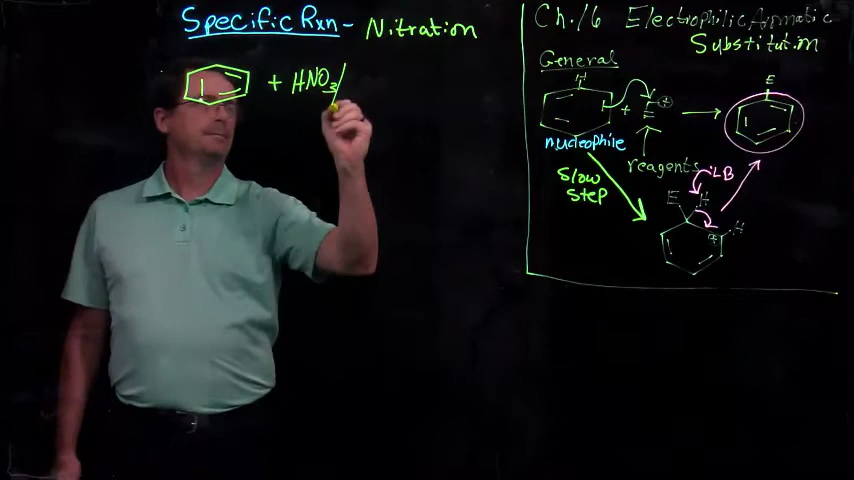 Specific Rxn - Nitration
+ HNO3/
Ch. 16 Electrophilic Aromatic
Substitution
General
H
H + E ⊕
E
nucleophile
reagents
slow
step
:LB
E H
⊕ H